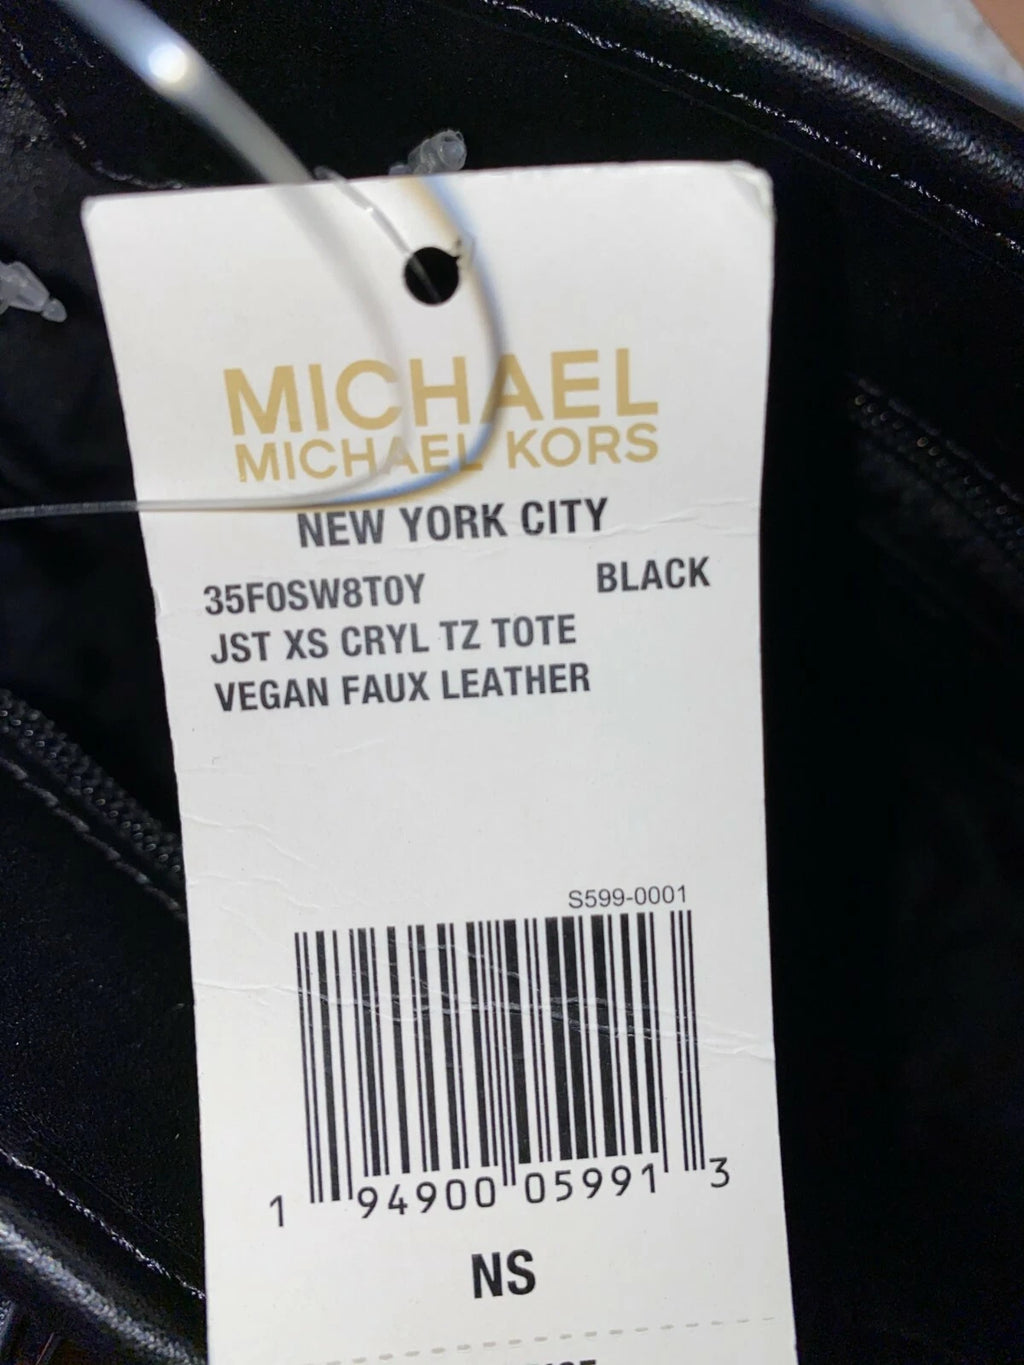 MICHAEL
MICHAEL KORS
NEW YORK CITY
35F0SW8T0Y BLACK
JST XS CRYL TZ TOTE
VEGAN FAUX LEATHER
S599-0001
1 94900 05991 3
NS